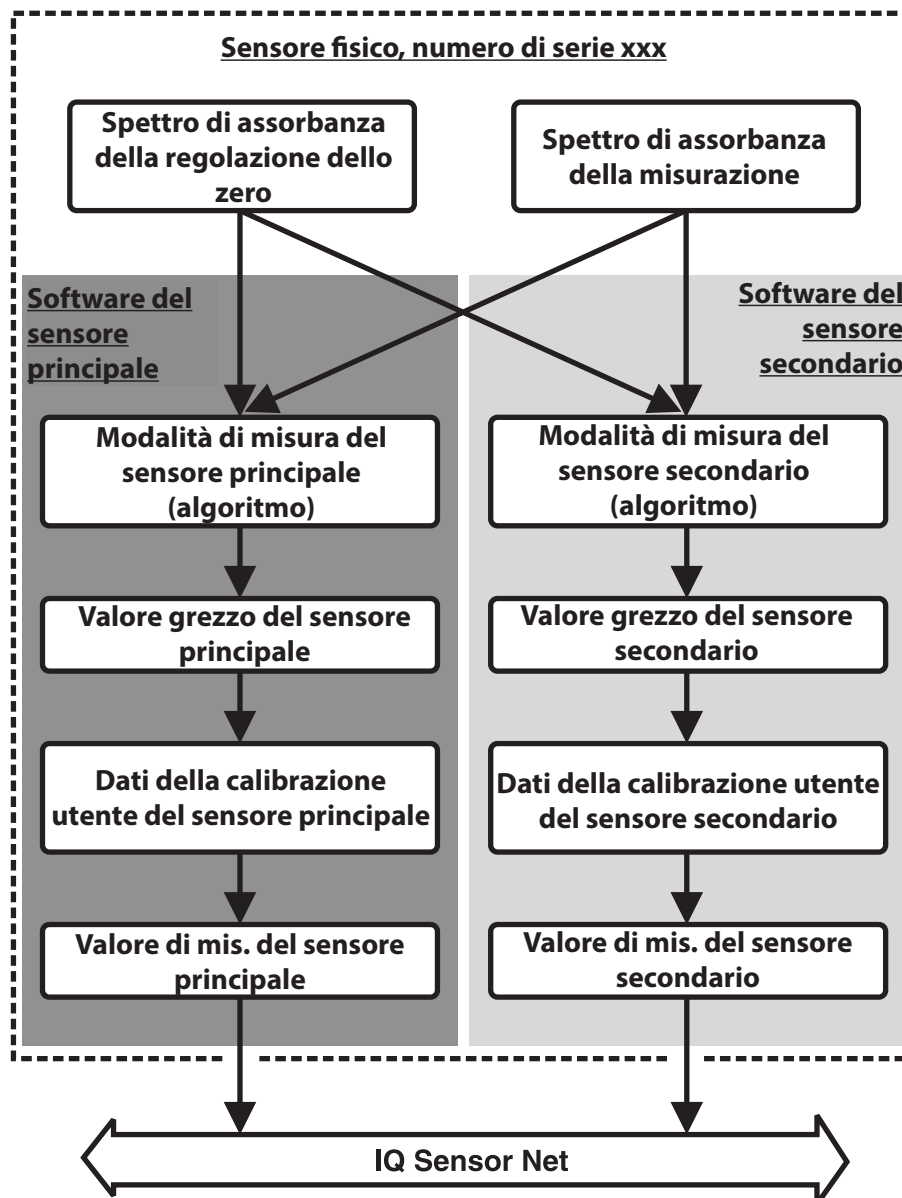 Sensore fisico, numero di serie xxx
Spettro di assorbanza
della regolazione dello
zero
Spettro di assorbanza
della misurazione
Software del
sensore
principale
Software del
sensore
secondario
Modalità di misura del
sensore principale
(algoritmo)
Modalità di misura del
sensore secondario
(algoritmo)
Valore grezzo del sensore
principale
Valore grezzo del sensore
secondario
Dati della calibrazione
utente del sensore principale
Dati della calibrazione utente
del sensore secondario
Valore di mis. del sensore
principale
Valore di mis. del sensore
secondario
IQ Sensor Net